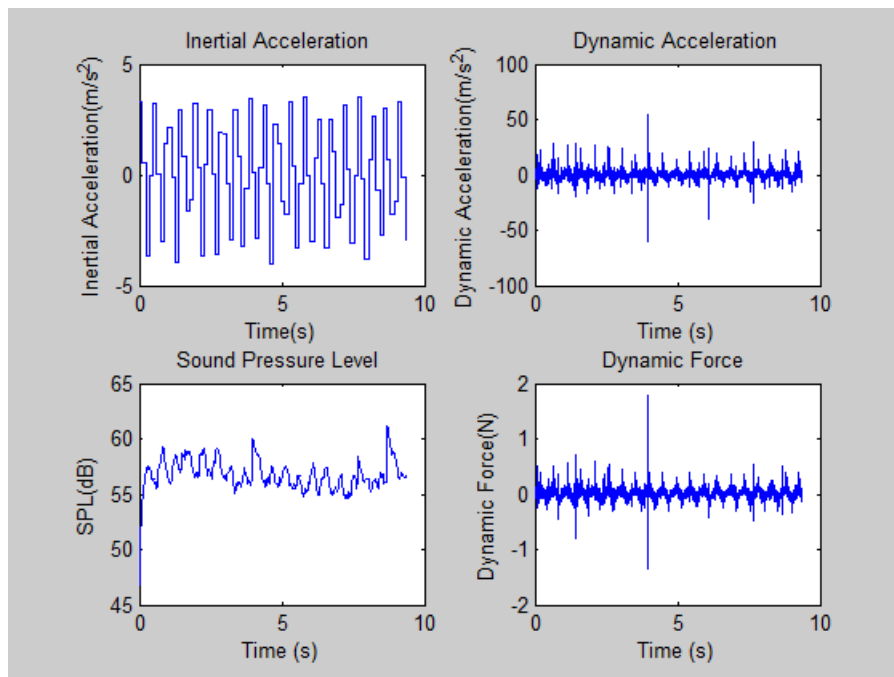 Inertial Acceleration
Inertial Acceleration(m/s²)
5
0
-5
0 5 10
Time(s)
Dynamic Acceleration
Dynamic Acceleration(m/s²)
100
50
0
-50
-100
0 5 10
Time (s)
Sound Pressure Level
SPL(dB)
65
60
55
50
45
0 5 10
Time (s)
Dynamic Force
Dynamic Force(N)
2
1
0
-1
-2
0 5 10
Time (s)